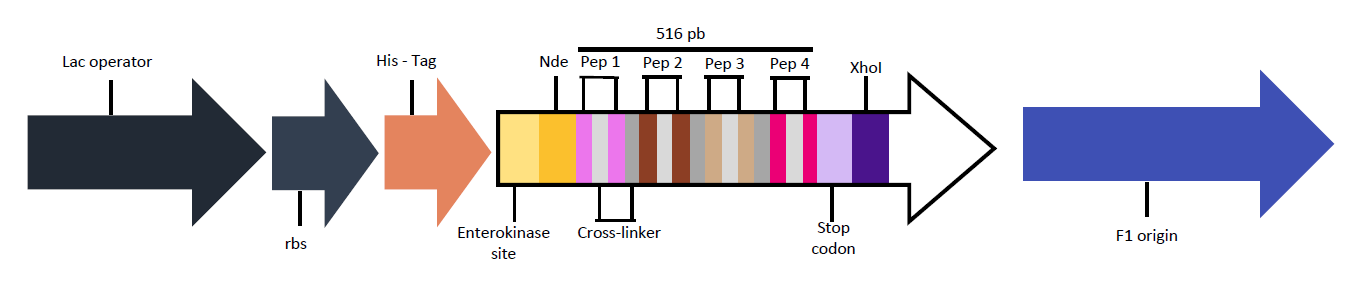 516 pb
Lac operator
His - Tag
Nde
Pep 1
Pep 2
Pep 3
Pep 4
XhoI
rbs
Enterokinase
site
Cross-linker
Stop
codon
F1 origin